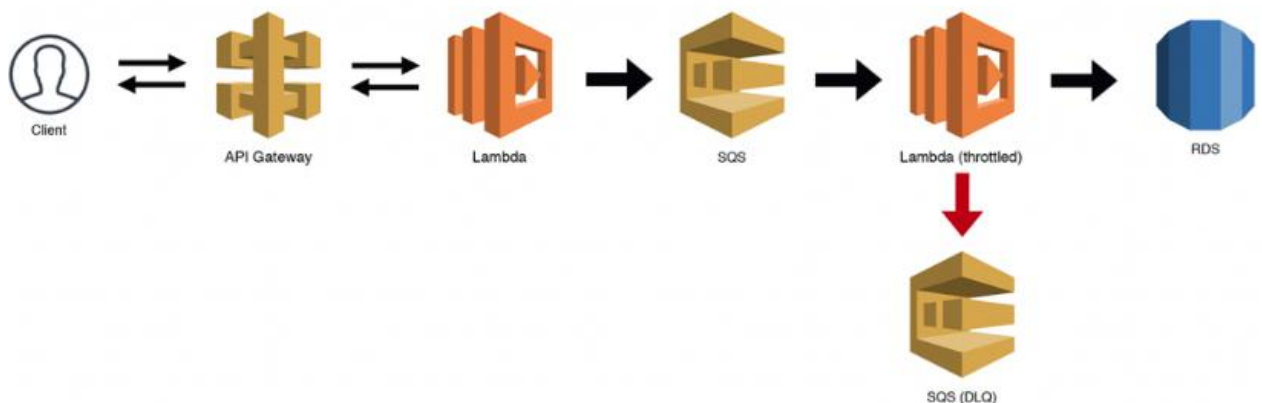 Client
API Gateway
Lambda
SQS
Lambda (throttled)
RDS
SQS (DLQ)